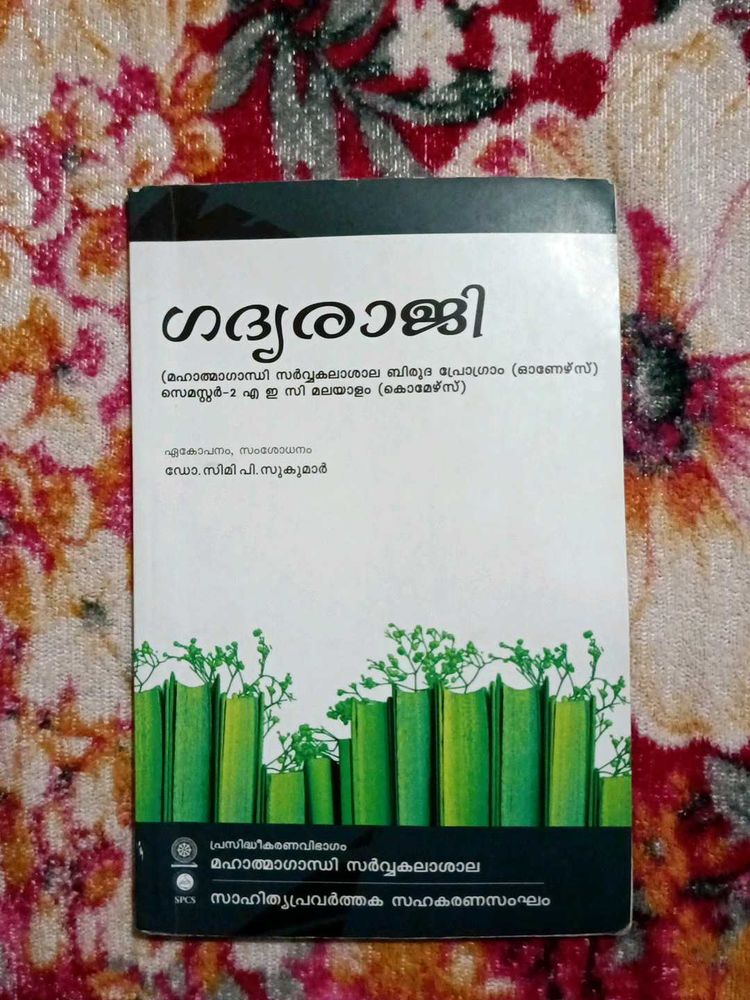 ഗദ്യരാജി
(മഹാത്മാഗാന്ധി സർവ്വകലാശാല ബിരുദ പ്രോഗ്രാം (ഓണേഴ്സ്)
സെമസ്റ്റർ-2 എ ഇ സി മലയാളം (കൊമേഴ്സ്)
ഏകോപനം, സംശോധനം
ഡോ. സിമി പി. സുകുമാർ
പ്രസിദ്ധീകരണവിഭാഗം
മഹാത്മാഗാന്ധി സർവ്വകലാശാല
SPCS
സാഹിത്യപ്രവർത്തക സഹകരണസംഘം